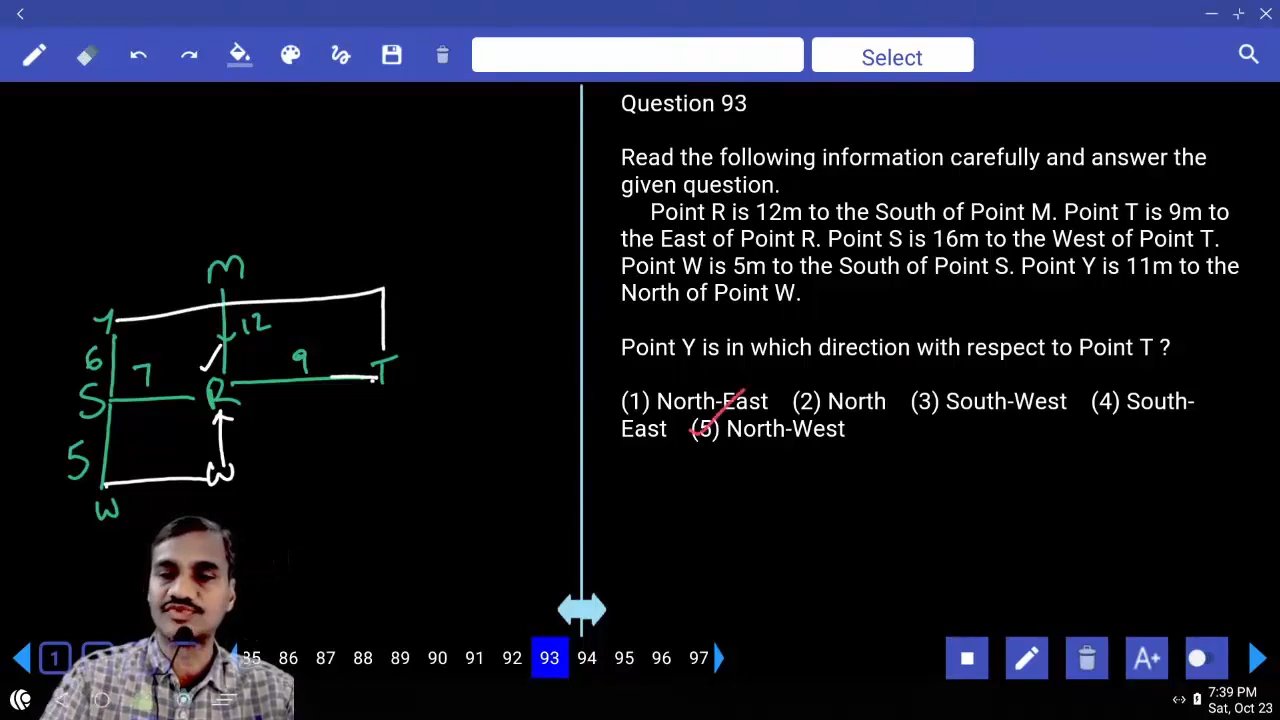 Select
Question 93
Read the following information carefully and answer the
given question.
Point R is 12m to the South of Point M. Point T is 9m to
the East of Point R. Point S is 16m to the West of Point T.
Point W is 5m to the South of Point S. Point Y is 11m to the
North of Point W.
Point Y is in which direction with respect to Point T ?
(1) North-East (2) North (3) South-West (4) South-
East (5) North-West
M
Y
12
6
7
9
T
S
R
5
W
W
1
85 86 87 88 89 90 91 92 93 94 95 96 97
A+
7:39 PM
Sat, Oct 23